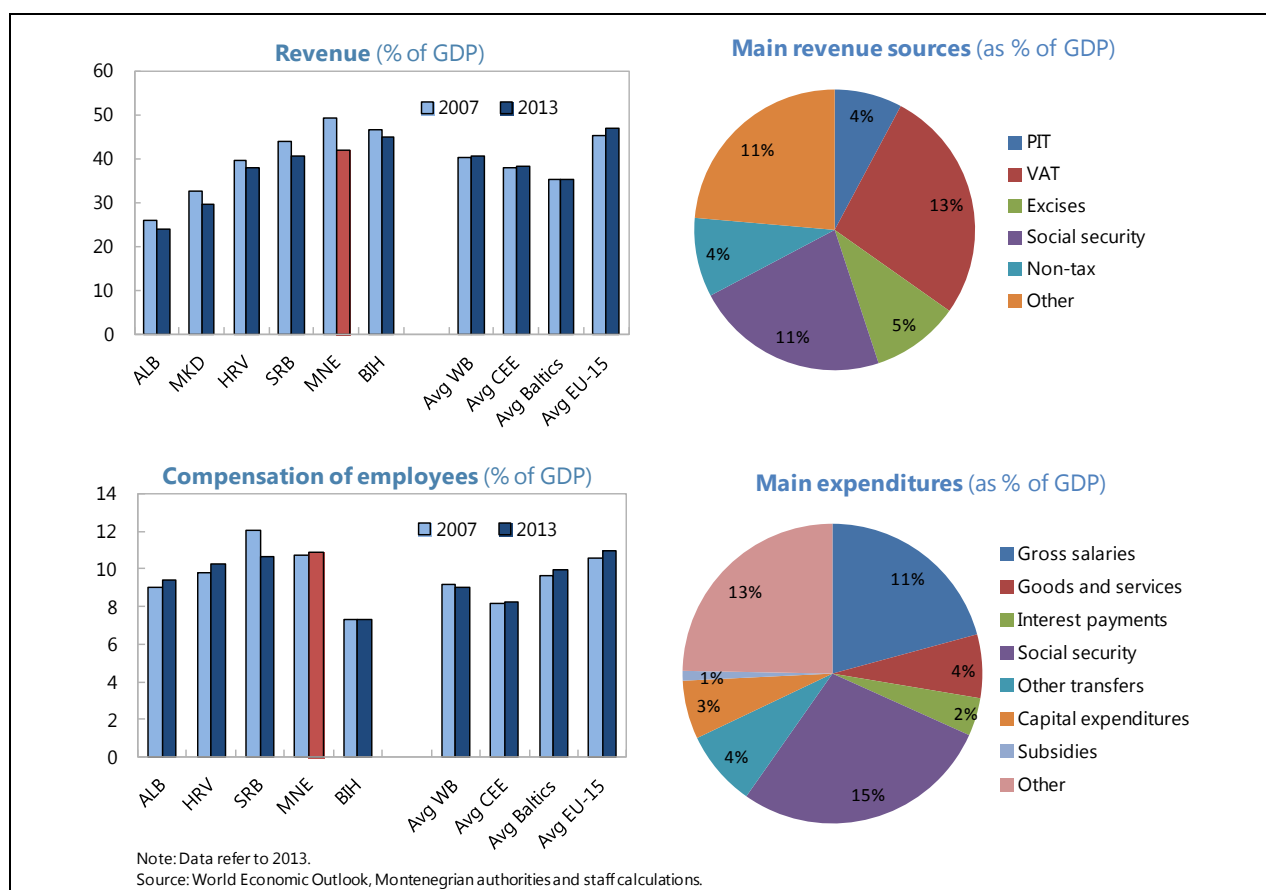 Revenue (% of GDP)
60
50
40
30
20
10
0
2007 2013
ALB MKD HRV SRB MNE BIH Avg WB Avg CEE Avg Baltics Avg EU-15
Main revenue sources (as % of GDP)
4%
13%
5%
11%
4%
11%
PIT
VAT
Excises
Social security
Non-tax
Other
Compensation of employees (% of GDP)
14
12
10
8
6
4
2
0
2007 2013
ALB HRV SRB MNE BIH Avg WB Avg CEE Avg Baltics Avg EU-15
Main expenditures (as % of GDP)
11%
4%
2%
15%
4%
3%
1%
13%
Gross salaries
Goods and services
Interest payments
Social security
Other transfers
Capital expenditures
Subsidies
Other
Note: Data refer to 2013.
Source: World Economic Outlook, Montenegrian authorities and staff calculations.